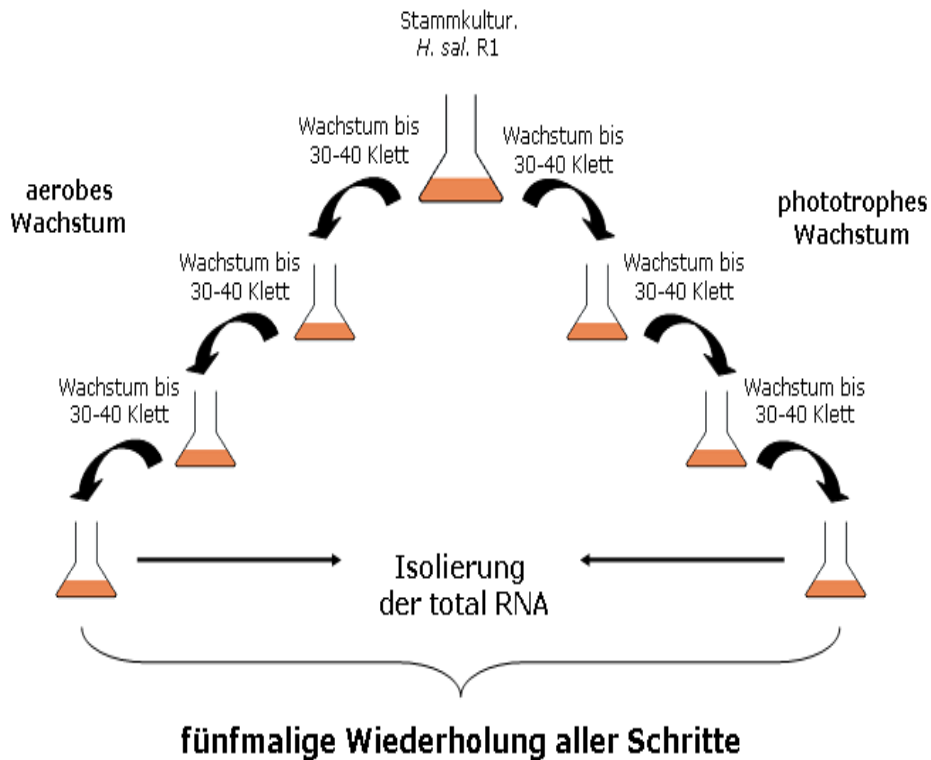 Stammkultur.
H. sal. R1
Wachstum bis
30-40 Klett
Wachstum bis
30-40 Klett
aerobes
Wachstum
phototrophes
Wachstum
Wachstum bis
30-40 Klett
Wachstum bis
30-40 Klett
Wachstum bis
30-40 Klett
Wachstum bis
30-40 Klett
Isolierung
der total RNA
fünfmalige Wiederholung aller Schritte